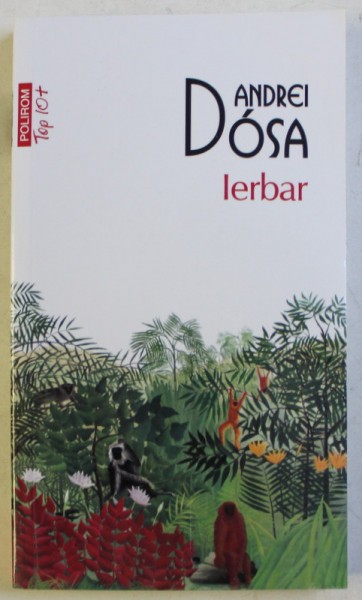 POLIROM
Top 10+
ANDREI
DÓSA
Ierbar